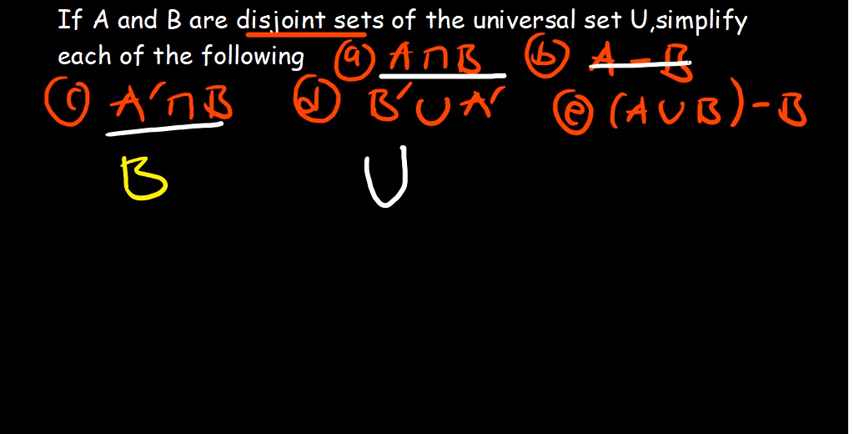 If A and B are disjoint sets of the universal set U,simplify
each of the following (a) A ∩ B (b) A - B
(c) A' ∩ B (d) B' ∪ A' (e) (A ∪ B) - B
B U